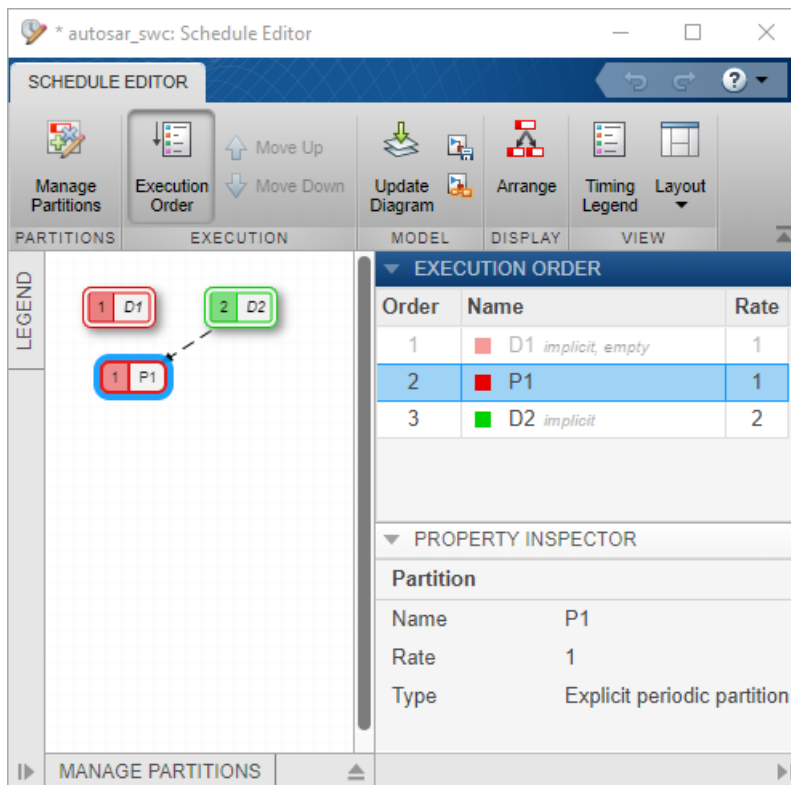 * autosar_swc: Schedule Editor
SCHEDULE EDITOR
?
Manage Partitions
Execution Order
Move Up
Move Down
Update Diagram
Arrange
Timing Legend
Layout
PARTITIONS
EXECUTION
MODEL
DISPLAY
VIEW
LEGEND
1 D1
2 D2
1 P1
EXECUTION ORDER
Order Name Rate
1 D1 implicit, empty 1
2 P1 1
3 D2 implicit 2
PROPERTY INSPECTOR
Partition
Name P1
Rate 1
Type Explicit periodic partition
MANAGE PARTITIONS